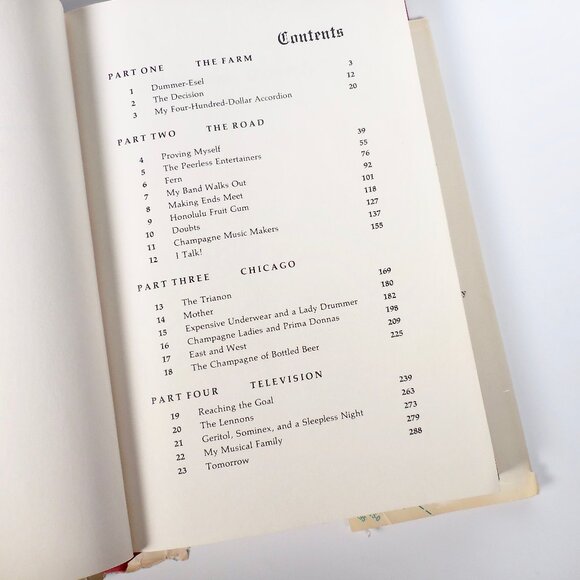 Contents
PART ONE THE FARM
1 Dummer-Esel 3
2 The Decision 12
3 My Four-Hundred-Dollar Accordion 20
PART TWO THE ROAD
4 Proving Myself 39
5 The Peerless Entertainers 55
6 Fern 76
7 My Band Walks Out 92
8 Making Ends Meet 101
9 Honolulu Fruit Gum 118
10 Doubts 127
11 Champagne Music Makers 137
12 I Talk! 155
PART THREE CHICAGO
13 The Trianon 169
14 Mother 180
15 Expensive Underwear and a Lady Drummer 182
16 Champagne Ladies and Prima Donnas 198
17 East and West 209
18 The Champagne of Bottled Beer 225
PART FOUR TELEVISION
19 Reaching the Goal 239
20 The Lennons 263
21 Geritol, Sominex, and a Sleepless Night 273
22 My Musical Family 279
23 Tomorrow 288